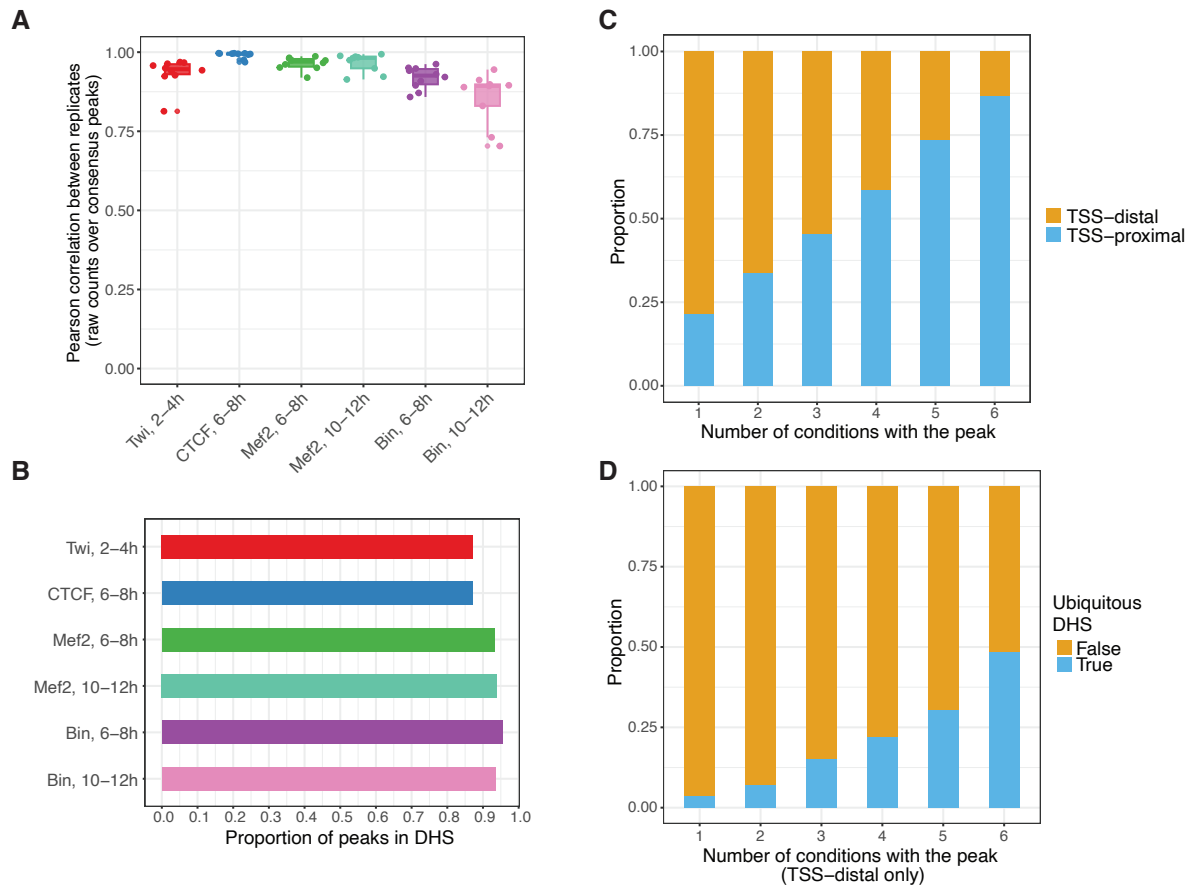 A
Pearson correlation between replicates
(raw counts over consensus peaks)
1.00
0.75
0.50
0.25
0.00
Twi, 2−4h
CTCF, 6−8h
Mef2, 6−8h
Mef2, 10−12h
Bin, 6−8h
Bin, 10−12h
B
Twi, 2−4h
CTCF, 6−8h
Mef2, 6−8h
Mef2, 10−12h
Bin, 6−8h
Bin, 10−12h
0.0 0.1 0.2 0.3 0.4 0.5 0.6 0.7 0.8 0.9 1.0
Proportion of peaks in DHS
C
Proportion
1.00
0.75
0.50
0.25
0.00
1 2 3 4 5 6
Number of conditions with the peak
TSS−distal
TSS−proximal
D
Proportion
1.00
0.75
0.50
0.25
0.00
1 2 3 4 5 6
Number of conditions with the peak
(TSS−distal only)
Ubiquitous
DHS
False
True